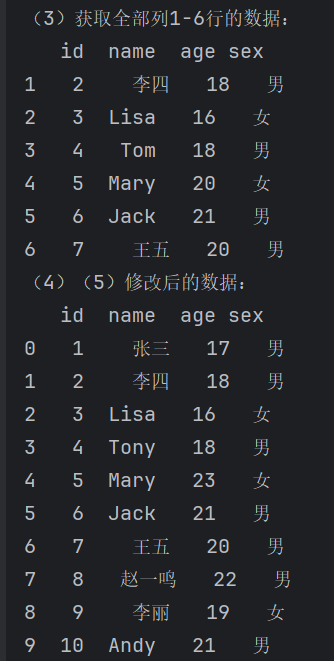 （3）获取全部列1-6行的数据：
   id  name  age sex
1   2    李四   18   男
2   3  Lisa   16   女
3   4   Tom   18   男
4   5  Mary   20   女
5   6  Jack   21   男
6   7    王五   20   男
（4）（5）修改后的数据：
   id  name  age sex
0   1    张三   17   男
1   2    李四   18   男
2   3  Lisa   16   女
3   4  Tony   18   男
4   5  Mary   23   女
5   6  Jack   21   男
6   7    王五   20   男
7   8   赵一鸣   22   男
8   9    李丽   19   女
9  10  Andy   21   男